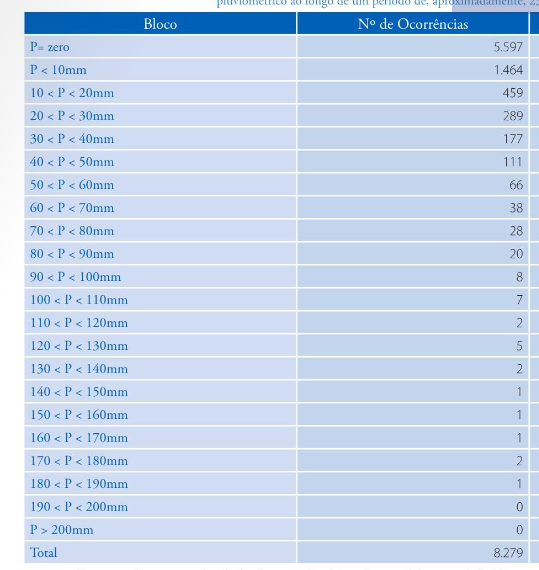 pluviométrico ao longo de um período de, aproximadamente, 25
Bloco Nº de Ocorrências
P= zero 5.597
P < 10mm 1.464
10 < P < 20mm 459
20 < P < 30mm 289
30 < P < 40mm 177
40 < P < 50mm 111
50 < P < 60mm 66
60 < P < 70mm 38
70 < P < 80mm 28
80 < P < 90mm 20
90 < P < 100mm 8
100 < P < 110mm 7
110 < P < 120mm 2
120 < P < 130mm 5
130 < P < 140mm 2
140 < P < 150mm 1
150 < P < 160mm 1
160 < P < 170mm 1
170 < P < 180mm 2
180 < P < 190mm 1
190 < P < 200mm 0
P > 200mm 0
Total 8.279